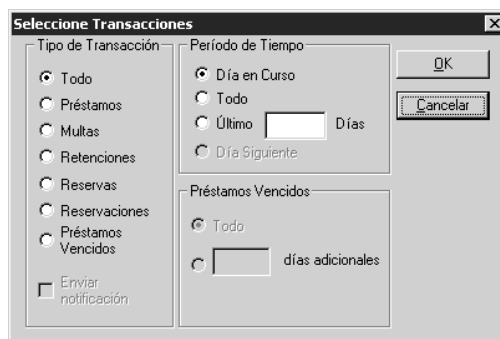 Seleccione Transacciones
Tipo de Transacción
Todo
Préstamos
Multas
Retenciones
Reservas
Reservaciones
Préstamos
Vencidos
Enviar
notificación
Período de Tiempo
Día en Curso
Todo
Último Días
Día Siguiente
Préstamos Vencidos
Todo
días adicionales
OK
Cancelar